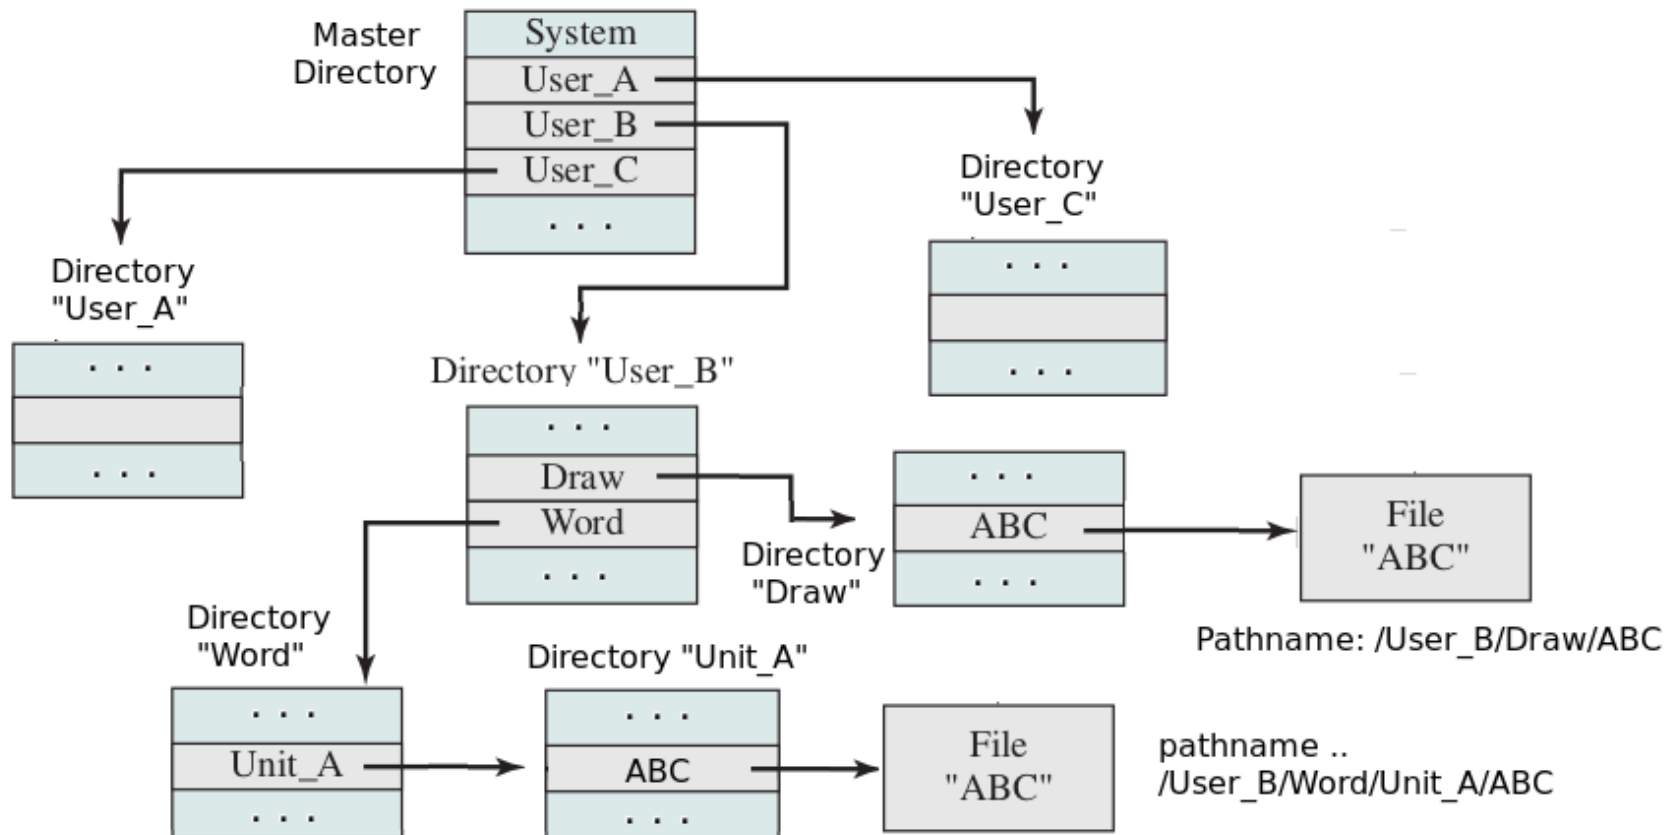 Master
Directory
System
User_A
User_B
User_C
. . .
Directory
"User_C"
. . .
. . .
Directory
"User_A"
. . .
. . .
Directory "User_B"
. . .
Draw
Word
. . .
Directory
"Draw"
. . .
ABC
. . .
File
"ABC"
Pathname: /User_B/Draw/ABC
Directory
"Word"
. . .
Unit_A
. . .
Directory "Unit_A"
. . .
ABC
. . .
File
"ABC"
pathname ..
/User_B/Word/Unit_A/ABC